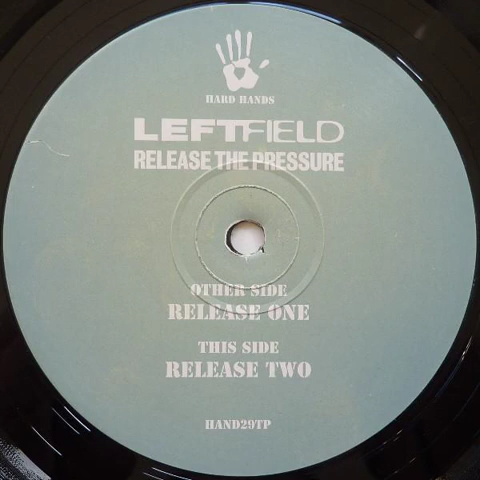 HARD HANDS
LEFTFIELD
RELEASE THE PRESSURE
OTHER SIDE
RELEASE ONE
THIS SIDE
RELEASE TWO
HAND29TP